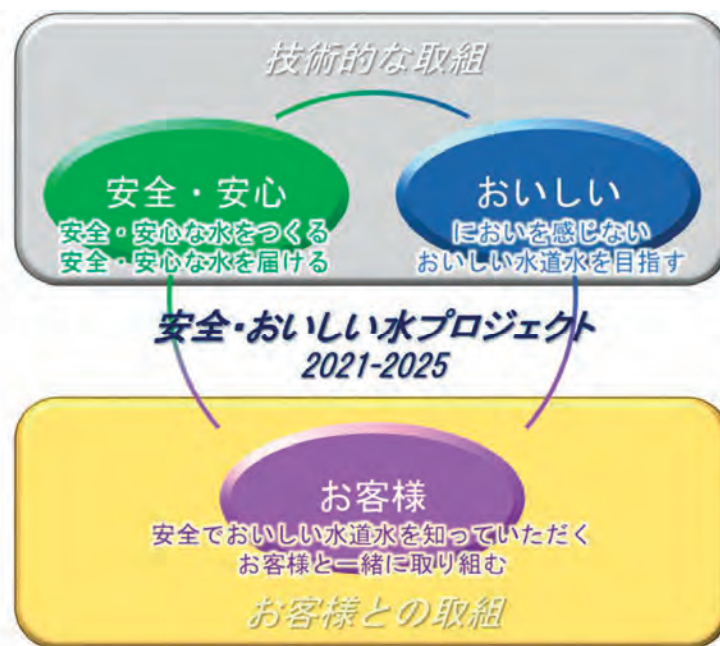 技術的な取組
安全・安心
安全・安心な水をつくる
安全・安心な水を届ける
おいしい
においを感じない
おいしい水道水を目指す
安全・おいしい水プロジェクト
2021-2025
お客様
安全でおいしい水道水を知っていただく
お客様と一緒に取り組む
お客様との取組